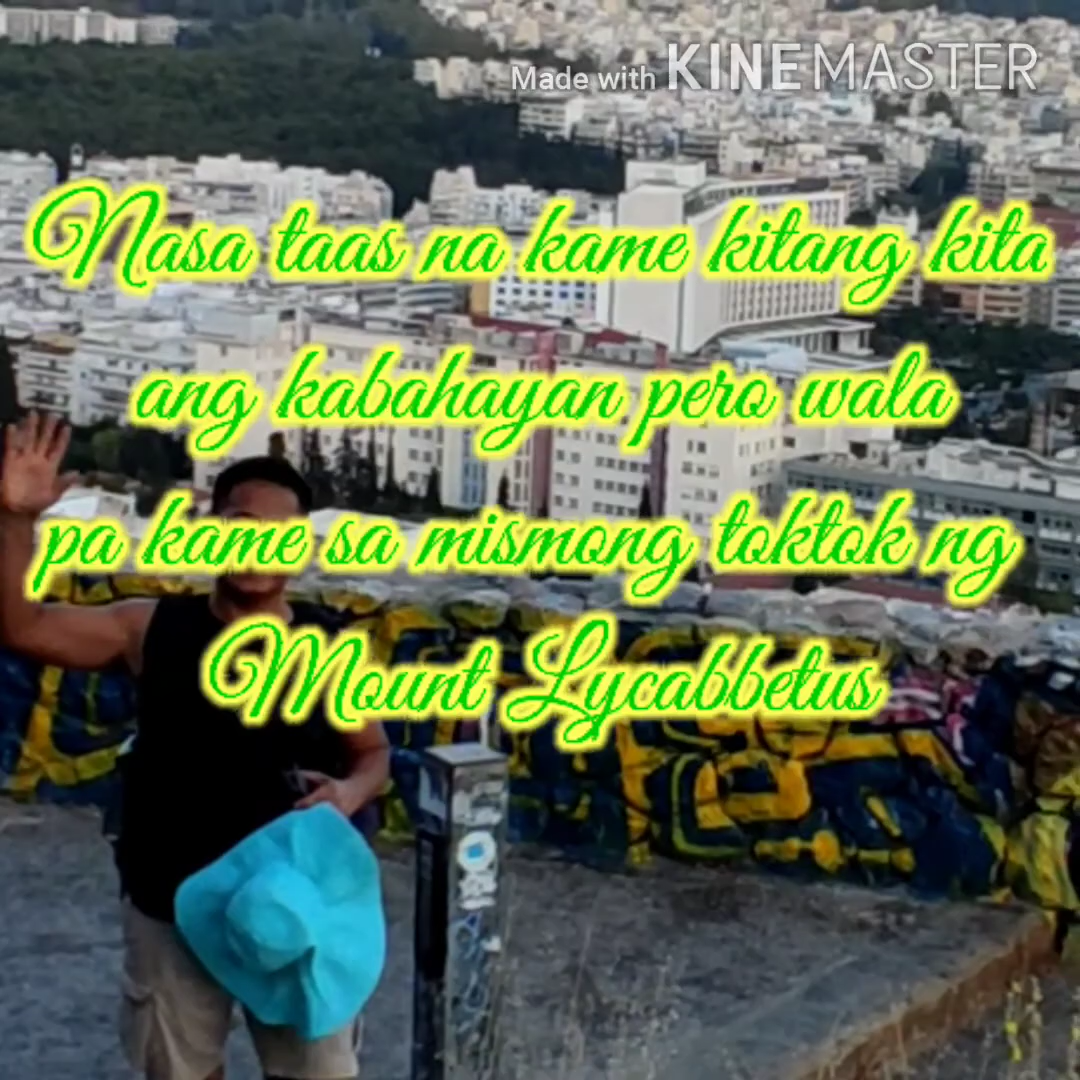 Made with KINEMASTER
Nasa taas na kame kitang kita
ang kabahayan pero wala
pa kame sa mismong toktok ng
Mount Lycabbetus